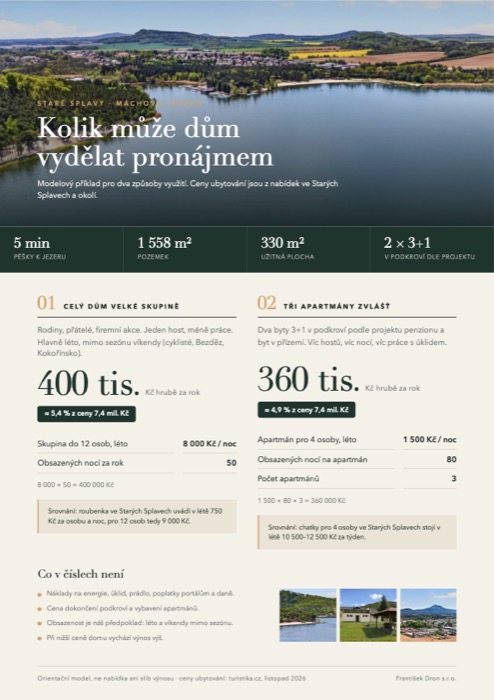 STARÉ SPLAVY · MÁCHOVO
Kolik může dům
vydělat pronájmem
Modelový příklad pro dva způsoby využití. Ceny ubytování jsou z nabídek ve Starých
Splavech a okolí.
5 min
PĚŠKY K JEZERU
1 558 m²
POZEMEK
330 m²
UŽITNÁ PLOCHA
2 × 3+1
V PODKROVÍ DLE PROJEKTU
01 CELÝ DŮM VELKÉ SKUPINĚ
Rodiny, přátelé, firemní akce. Jeden host, méně práce.
Hlavně léto, mimo sezónu víkendy (cyklisté, Bezděz,
Kokořínsko).
400 tis. Kč hrubě za rok
= 5,4 % z ceny 7,4 mil. Kč
Skupina do 12 osob, léto 8 000 Kč / noc
Obsazených nocí za rok 50
8 000 × 50 = 400 000 Kč
Srovnání: roubenka ve Starých Splavech uvádí v létě 750
Kč za osobu a noc, pro 12 osob tedy 9 000 Kč.
02 TŘI APARTMÁNY ZVLÁŠŤ
Dva byty 3+1 v podkroví podle projektu penzionu a
byt v přízemí. Víc hostů, víc nocí, víc práce s úklidem.
360 tis. Kč hrubě za rok
= 4,9 % z ceny 7,4 mil. Kč
Apartmán pro 4 osoby, léto 1 500 Kč / noc
Obsazených nocí na apartmán 80
Počet apartmánů 3
1 500 × 80 × 3 = 360 000 Kč
Srovnání: chatky pro 4 osoby ve Starých Splavech stojí v
létě 10 500–12 500 Kč za týden.
Co v číslech není
Náklady na energie, úklid, prádlo, poplatky portálům a daně.
Cena dokončení podkroví a vybavení apartmánů.
Obsazenost je náš předpoklad: léto a víkendy mimo sezónu.
Při nižší ceně domu vychází výnos výš.
Orientační model, ne nabídka ani slib výnosu · ceny ubytování: turistika.cz, listopad 2026
František Dron s.r.o.